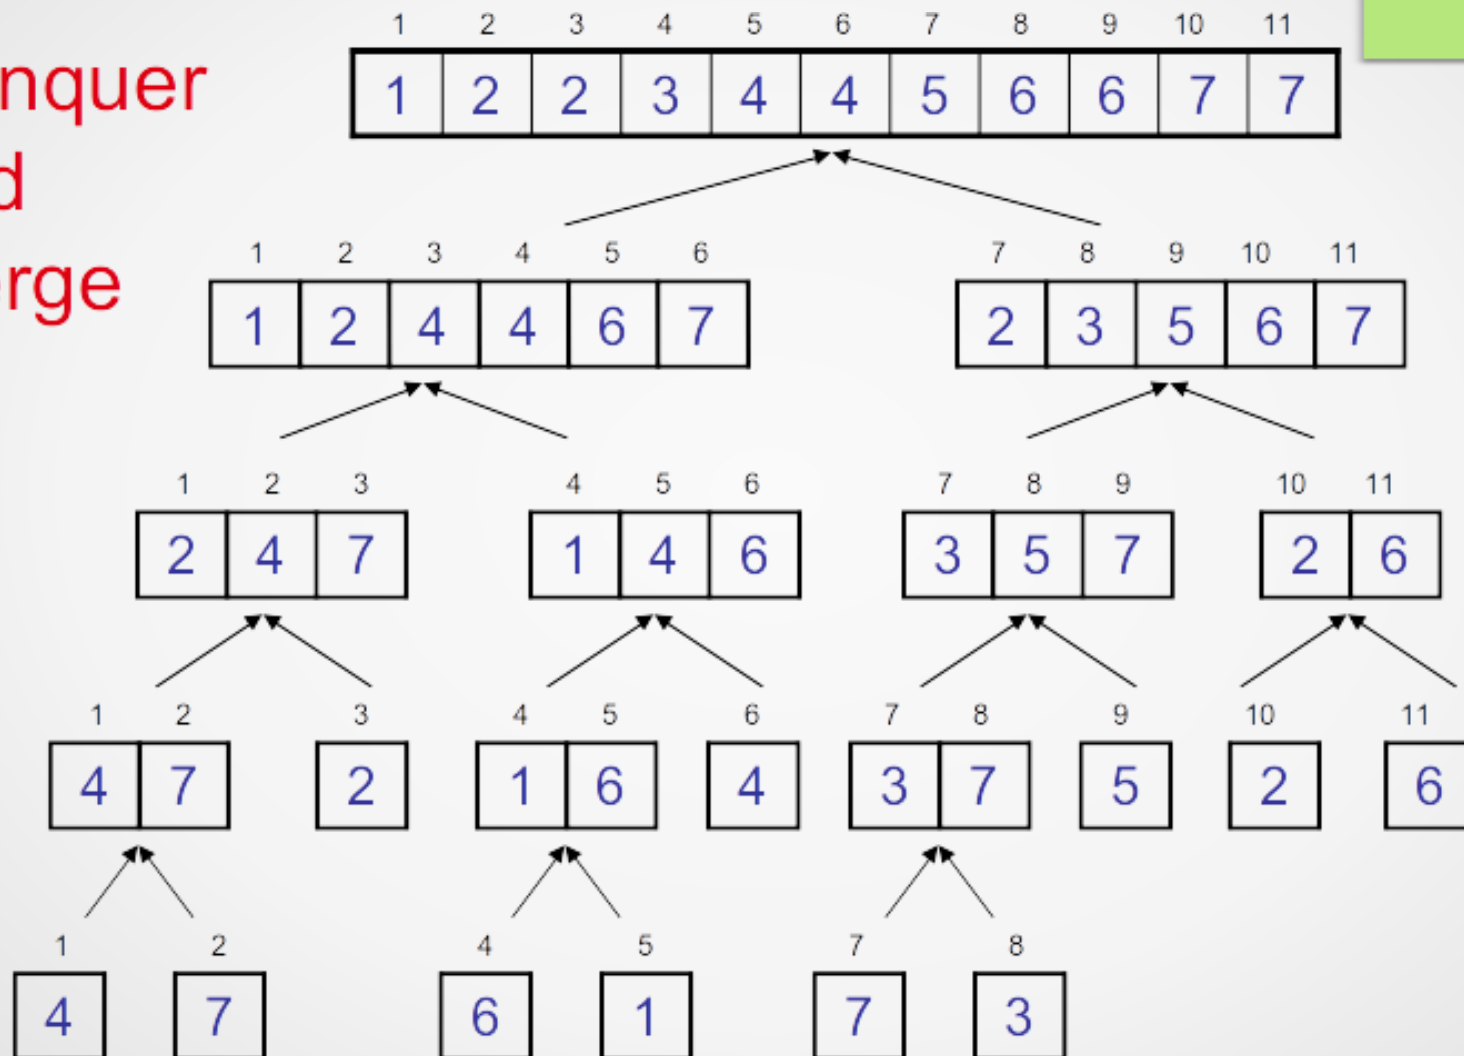 1 2 3 4 5 6 7 8 9 10 11
1 2 2 3 4 4 5 6 6 7 7
nquer
d
erge
1 2 3 4 5 6 7 8 9 10 11
1 2 4 4 6 7 2 3 5 6 7
1 2 3 4 5 6 7 8 9 10 11
2 4 7 1 4 6 3 5 7 2 6
1 2 3 4 5 6 7 8 9 10 11
4 7 2 1 6 4 3 7 5 2 6
1 2 4 5 7 8
4 7 6 1 7 3